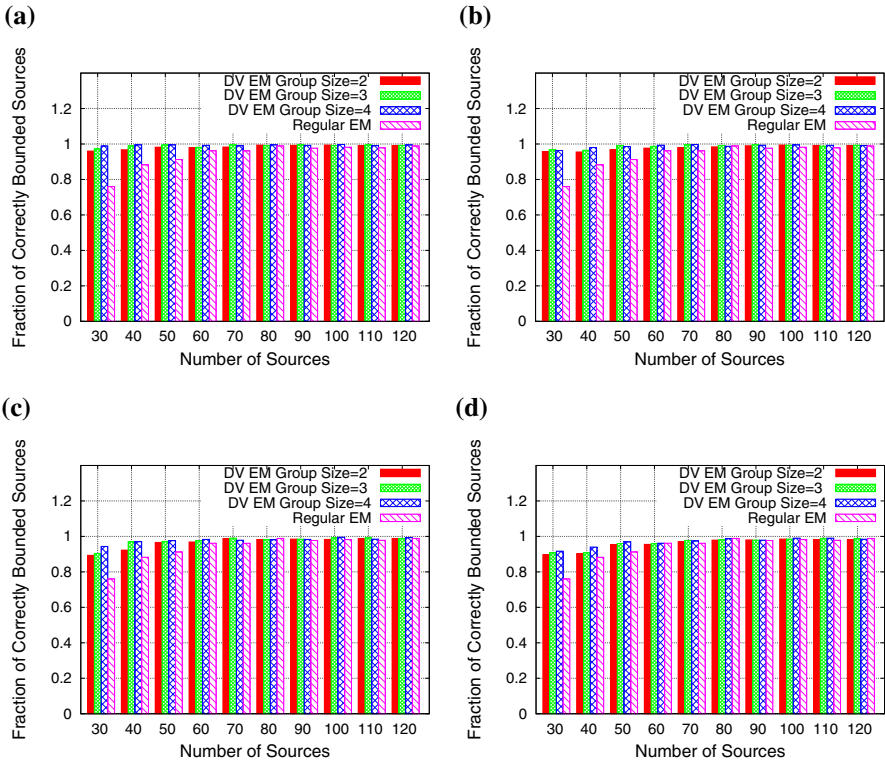 (a)
Fraction of Correctly Bounded Sources
DV EM Group Size=2
DV EM Group Size=3
DV EM Group Size=4
Regular EM
1.2
1
0.8
0.6
0.4
0.2
0
30 40 50 60 70 80 90 100 110 120
Number of Sources
(b)
Fraction of Correctly Bounded Sources
DV EM Group Size=2
DV EM Group Size=3
DV EM Group Size=4
Regular EM
1.2
1
0.8
0.6
0.4
0.2
0
30 40 50 60 70 80 90 100 110 120
Number of Sources
(c)
Fraction of Correctly Bounded Sources
DV EM Group Size=2
DV EM Group Size=3
DV EM Group Size=4
Regular EM
1.2
1
0.8
0.6
0.4
0.2
0
30 40 50 60 70 80 90 100 110 120
Number of Sources
(d)
Fraction of Correctly Bounded Sources
DV EM Group Size=2
DV EM Group Size=3
DV EM Group Size=4
Regular EM
1.2
1
0.8
0.6
0.4
0.2
0
30 40 50 60 70 80 90 100 110 120
Number of Sources